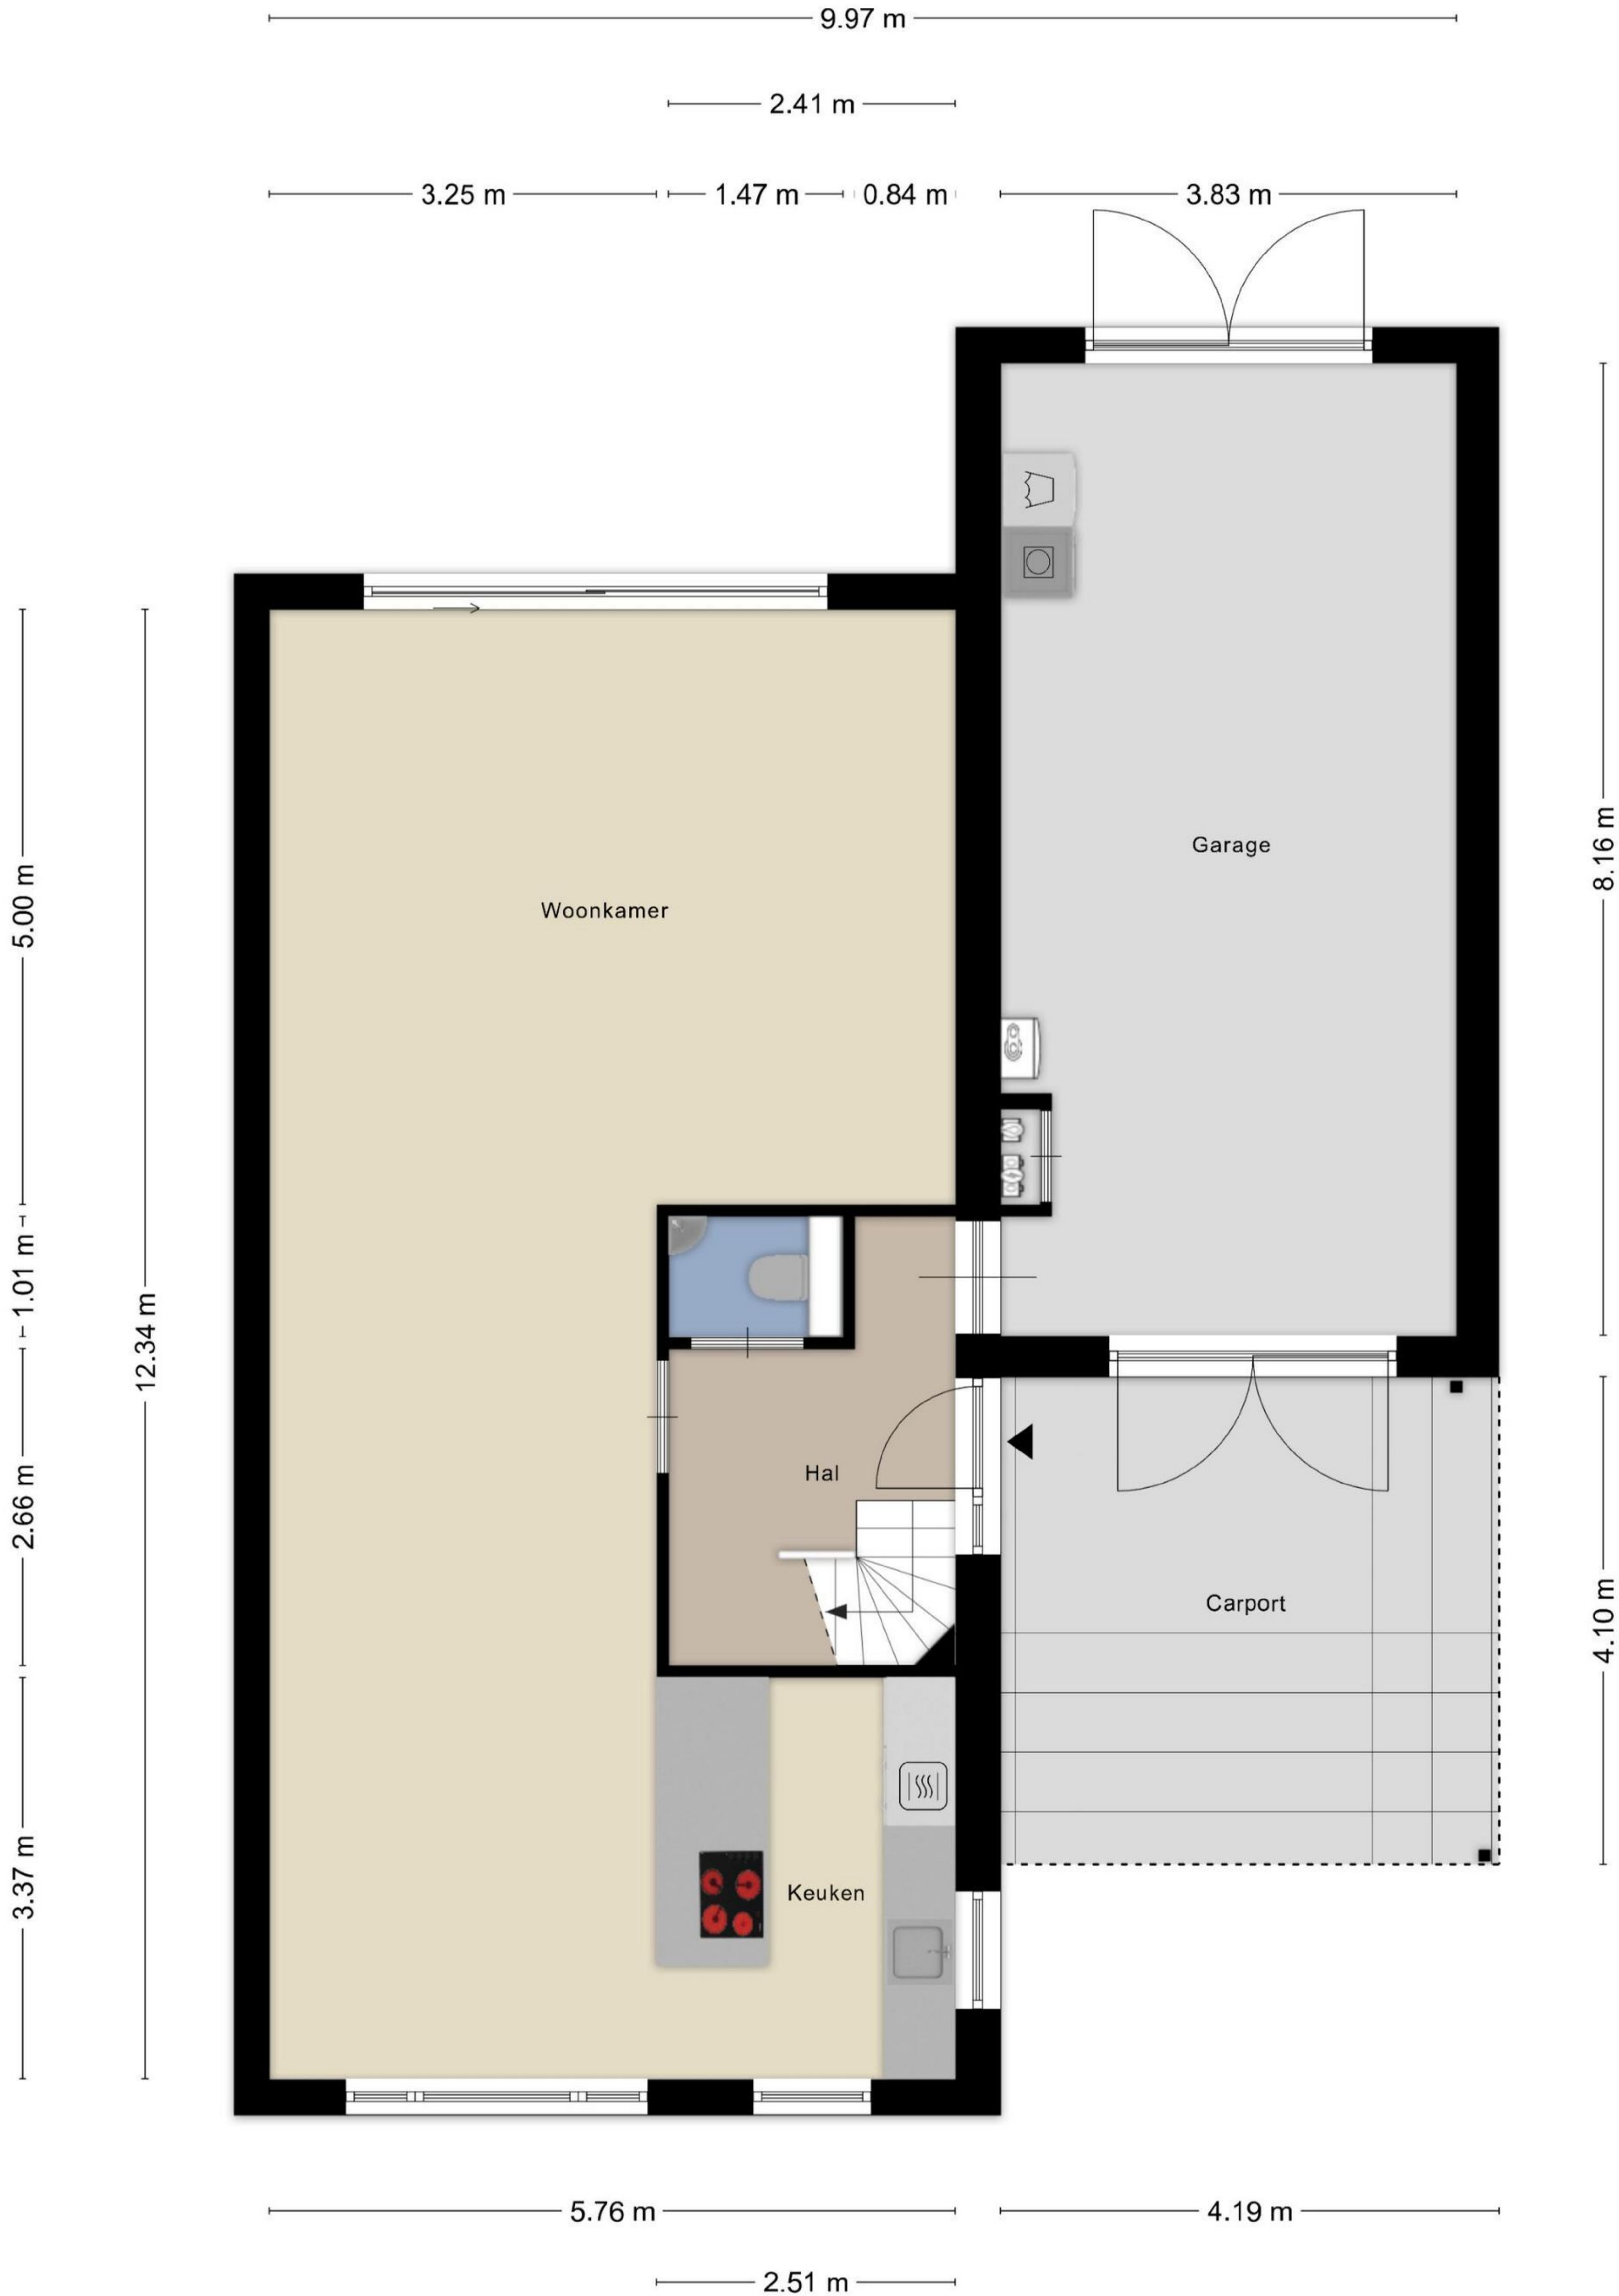 9.97 m
2.41 m
3.25 m
1.47 m
0.84 m
3.83 m
8.16 m
Garage
Woonkamer
5.00 m
1.01 m
12.34 m
Hal
2.66 m
Carport
4.10 m
3.37 m
Keuken
5.76 m
4.19 m
2.51 m